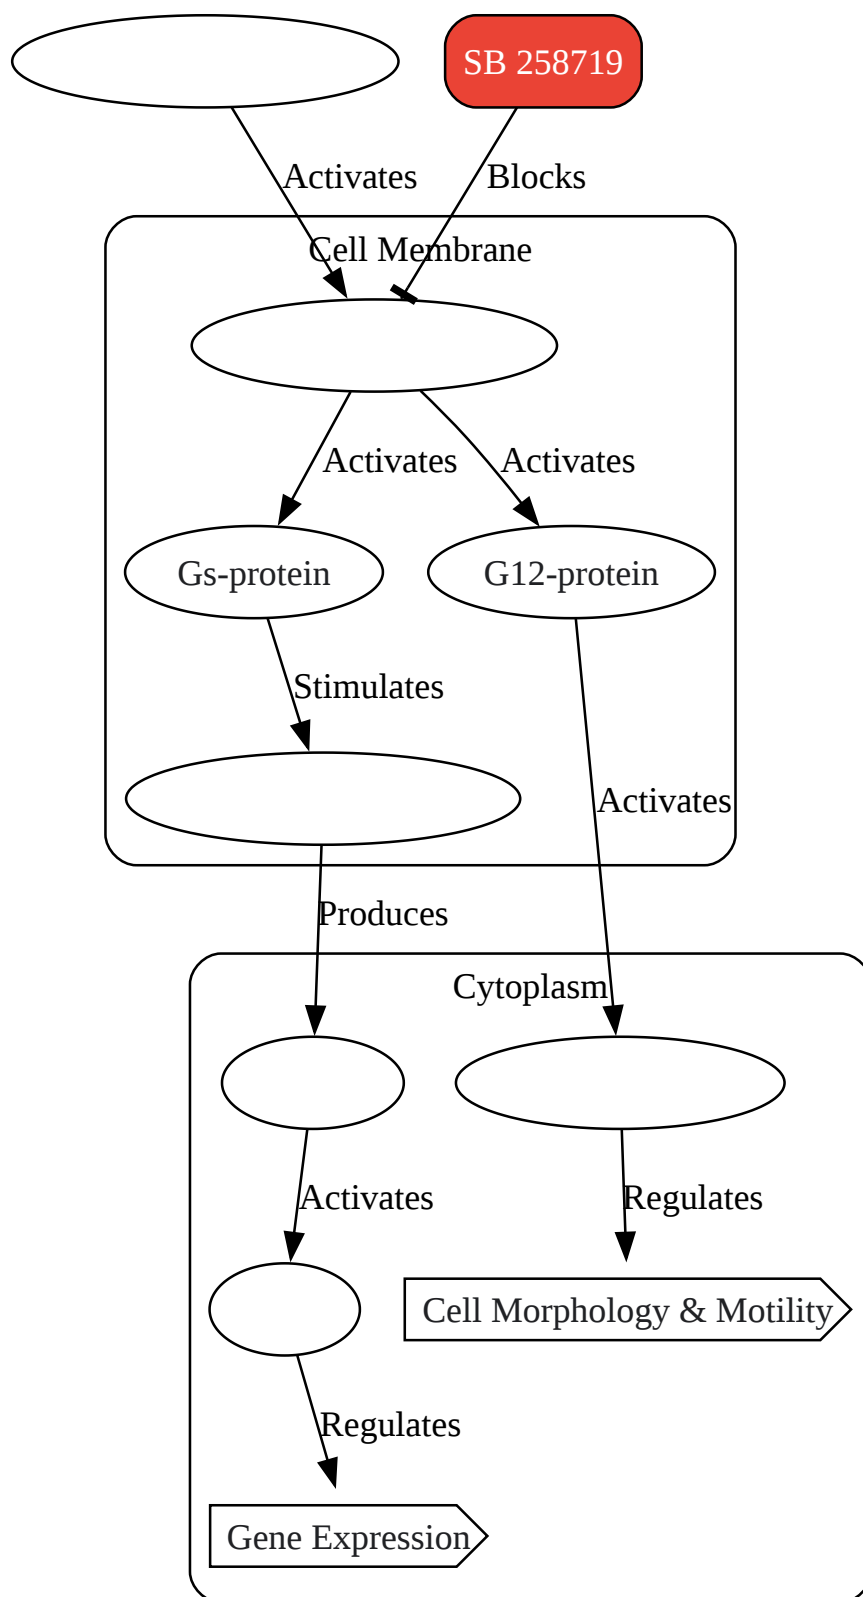 SB 258719
Activates
Blocks
Cell Membrane
Activates
Activates
Gs-protein
G12-protein
Stimulates
Activates
Produces
Cytoplasm
Activates
Regulates
Cell Morphology & Motility
Regulates
Gene Expression